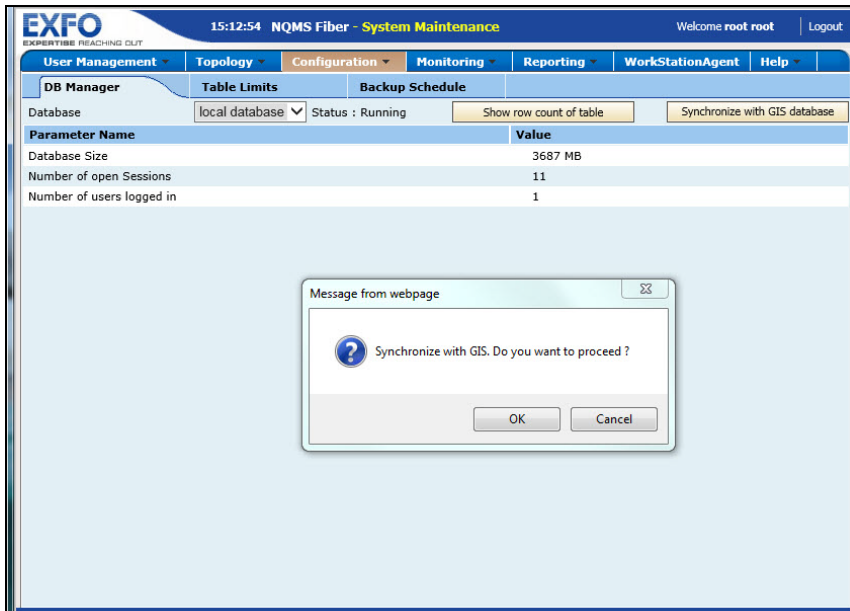 EXFO
EXPERTISE REACHING OUT
15:12:54 NQMS Fiber - System Maintenance
Welcome root root
Logout
User Management Topology Configuration Monitoring Reporting WorkStationAgent Help
DB Manager Table Limits Backup Schedule
Database local database Status : Running Show row count of table Synchronize with GIS database
Parameter Name Value
Database Size 3687 MB
Number of open Sessions 11
Number of users logged in 1
Message from webpage
Synchronize with GIS. Do you want to proceed ?
OK Cancel